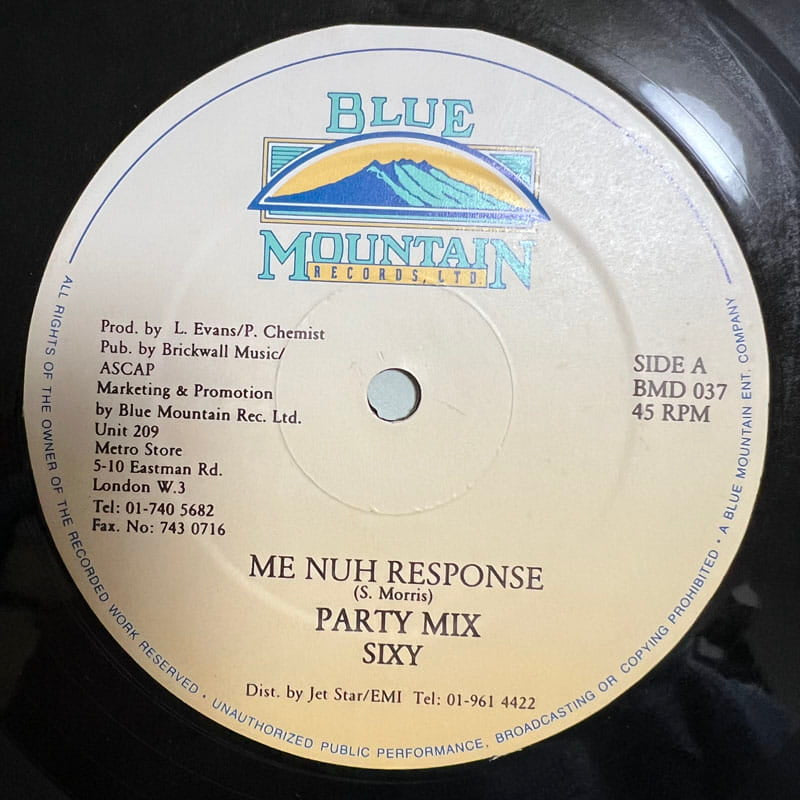 BLUE
MOUNTAIN
RECORDS, LTD.
Prod. by L. Evans/P. Chemist
Pub. by Brickwall Music/
ASCAP
Marketing & Promotion
by Blue Mountain Rec. Ltd.
Unit 209
Metro Store
5-10 Eastman Rd.
London W.3
Tel: 01-740 5682
Fax. No: 743 0716
SIDE A
BMD 037
45 RPM
ME NUH RESPONSE
(S. Morris)
PARTY MIX
SIXY
Dist. by Jet Star/EMI Tel: 01-961 4422
ALL RIGHTS OF THE OWNER OF THE RECORDED WORK RESERVED · UNAUTHORIZED PUBLIC PERFORMANCE, BROADCASTING OR COPYING PROHIBITED · A BLUE MOUNTAIN ENT. COMPANY